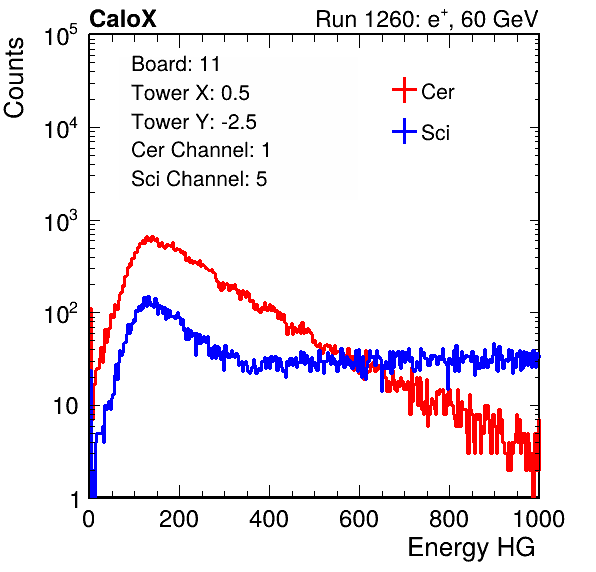 CaloX Run 1260: e⁺, 60 GeV
Board: 11
Tower X: 0.5
Tower Y: -2.5
Cer Channel: 1
Sci Channel: 5
Cer
Sci
Counts
10⁵
10⁴
10³
10²
10
1
0 200 400 600 800 1000
Energy HG